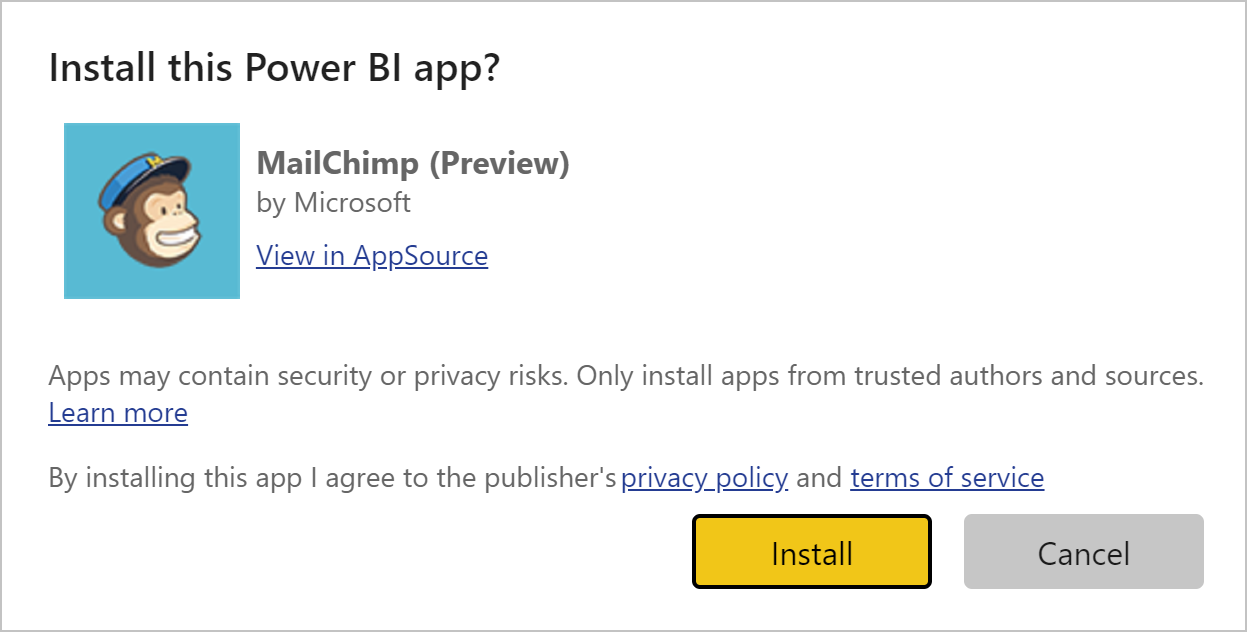 Install this Power BI app?
MailChimp (Preview)
by Microsoft
View in AppSource
Apps may contain security or privacy risks. Only install apps from trusted authors and sources.
Learn more
By installing this app I agree to the publisher's privacy policy and terms of service
Install
Cancel